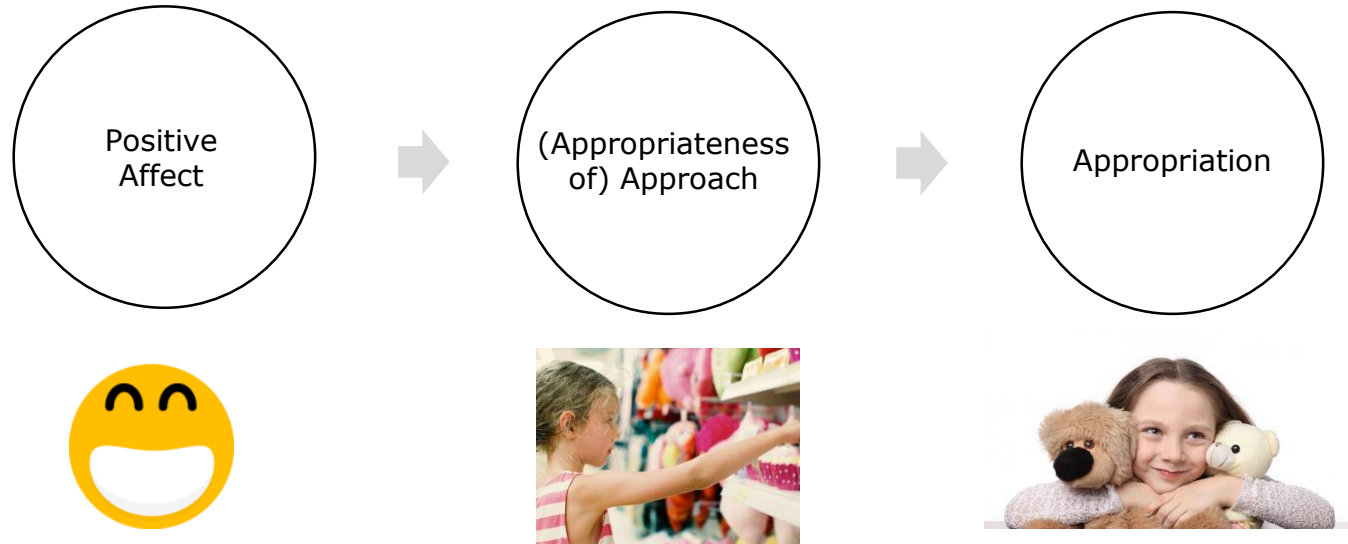 Positive
Affect
(Appropriateness
of) Approach
Appropriation